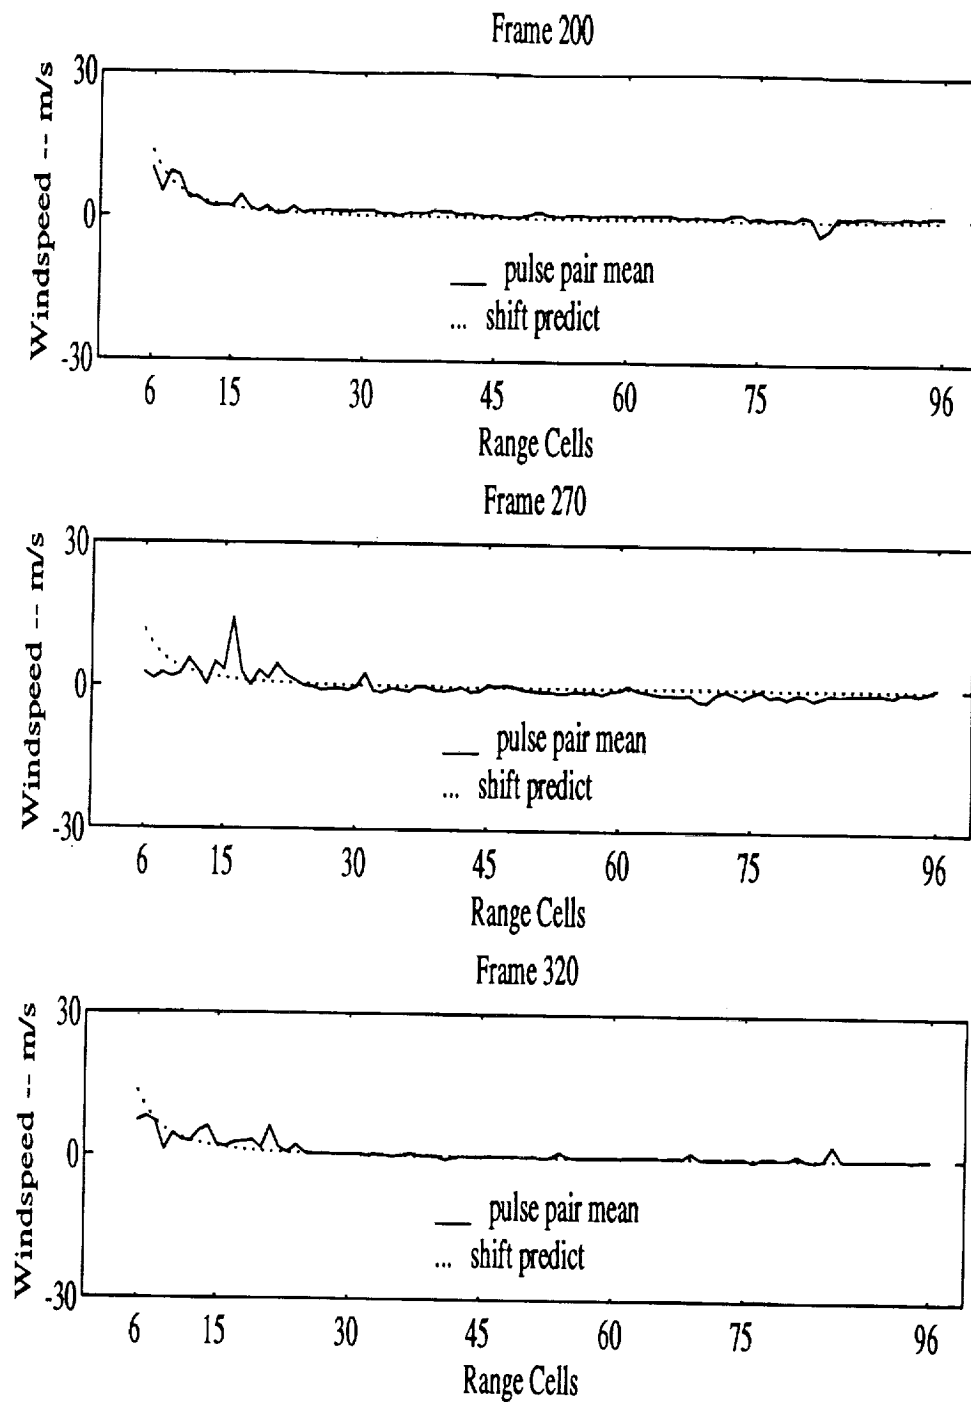 Frame 200
30
0
-30
Windspeed -- m/s
___ pulse pair mean
... shift predict
6 15 30 45 60 75 96
Range Cells
Frame 270
30
0
-30
Windspeed -- m/s
___ pulse pair mean
... shift predict
6 15 30 45 60 75 96
Range Cells
Frame 320
30
0
-30
Windspeed -- m/s
___ pulse pair mean
... shift predict
6 15 30 45 60 75 96
Range Cells